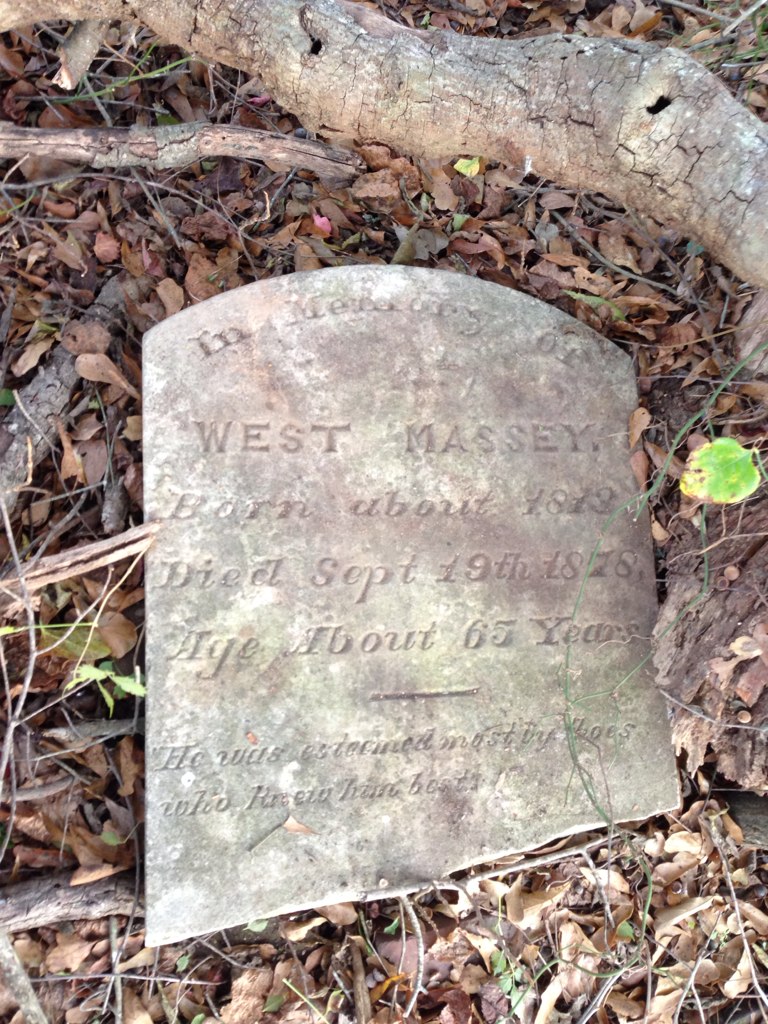 In Memory of
WEST MASSEY.
Born about 1813
Died Sept 19th 1878.
Age About 65 Years
"He was esteemed most by thoes
who Knew him best."